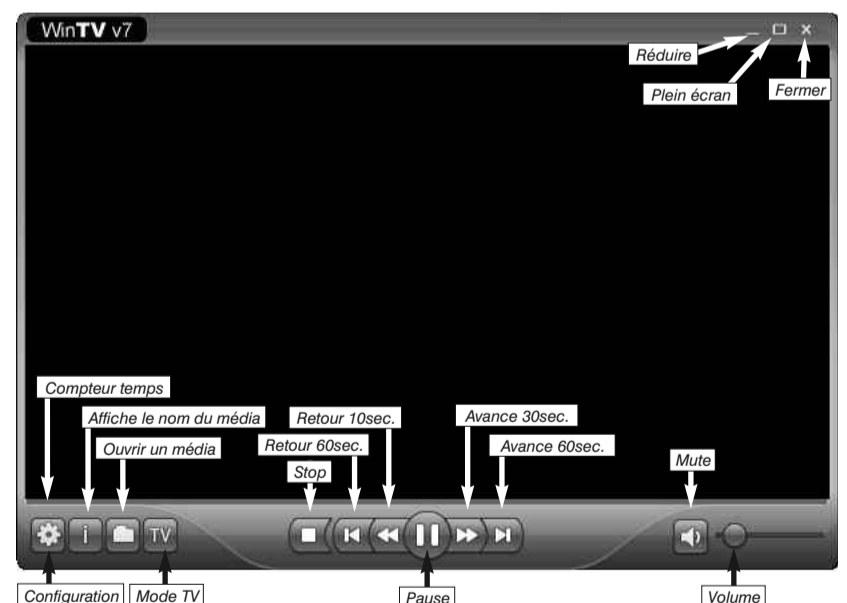 WinTV v7
Réduire
Plein écran
Fermer
Compteur temps
Affiche le nom du média
Retour 10sec.
Avance 30sec.
Ouvrir un média
Retour 60sec.
Avance 60sec.
Stop
Mute
i
TV
Configuration
Mode TV
Pause
Volume